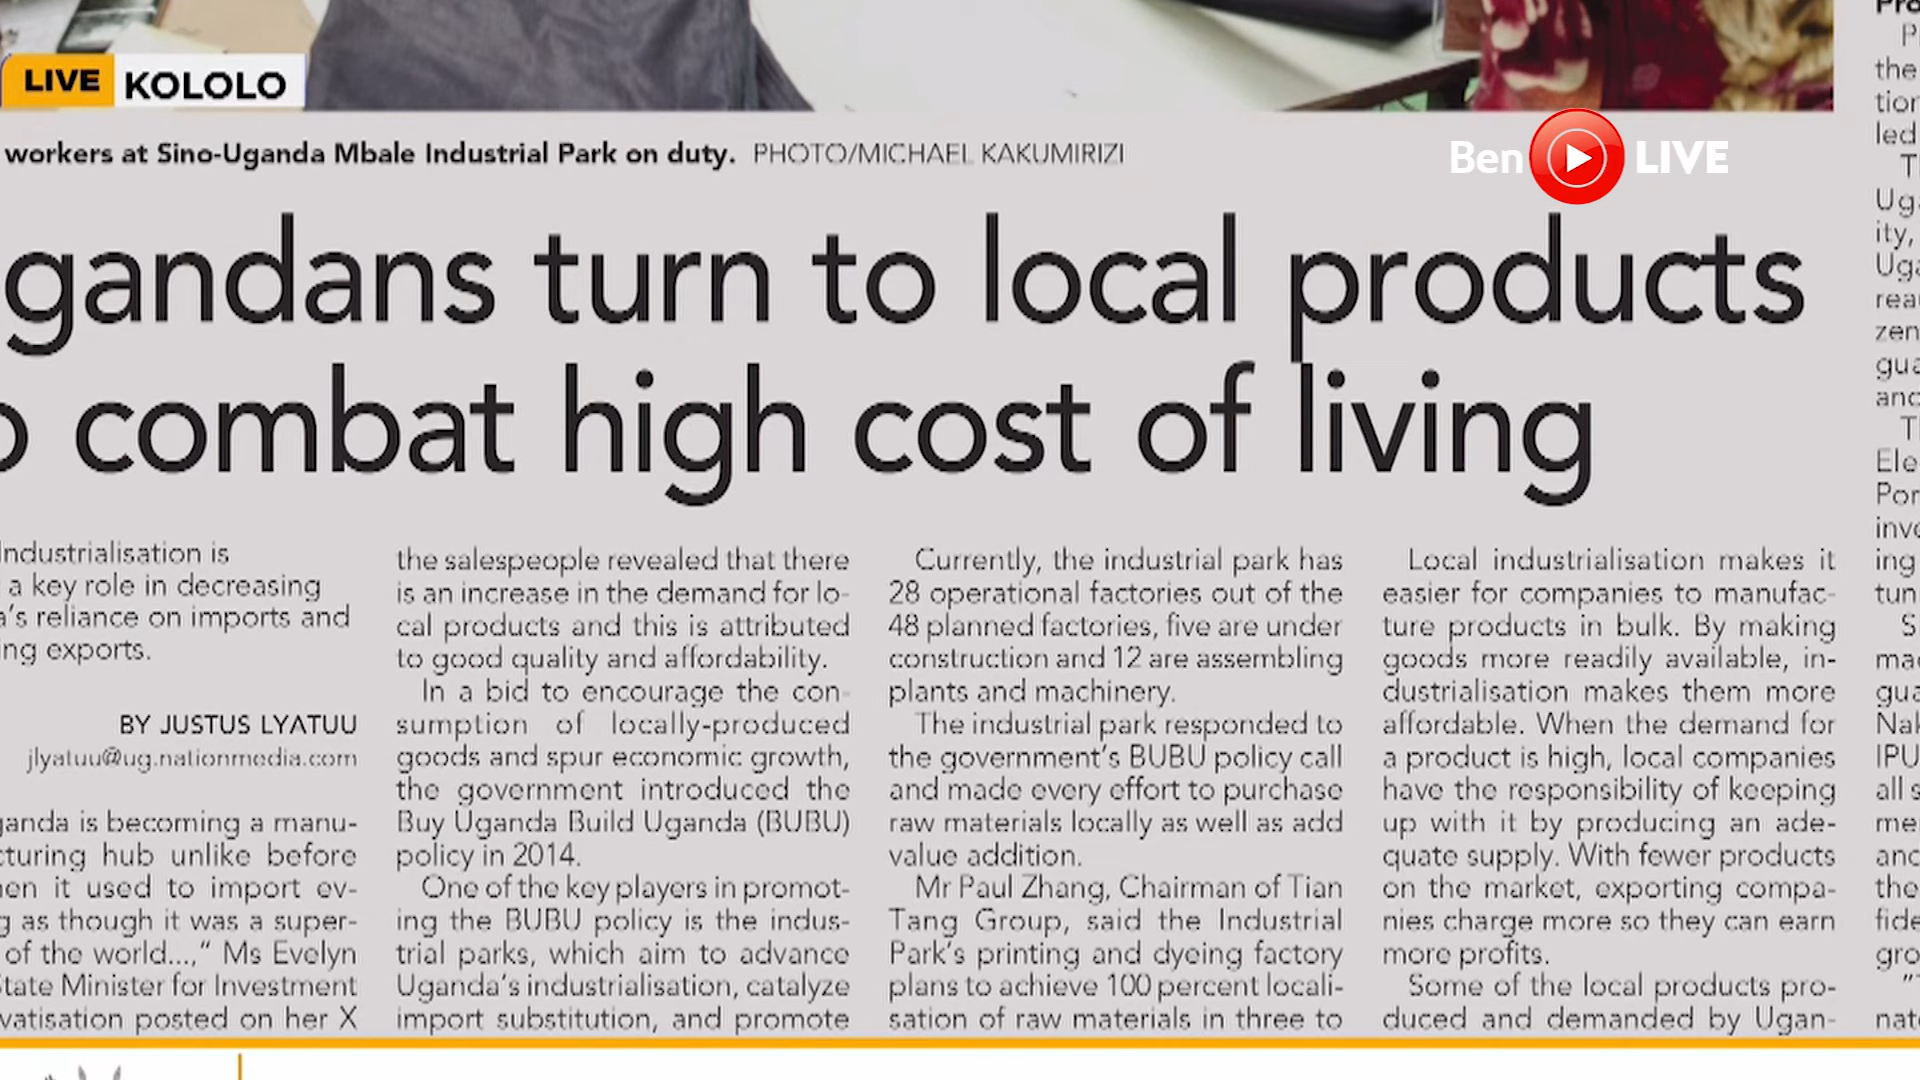 LIVE KOLOLO
workers at Sino-Uganda Mbale Industrial Park on duty. PHOTO/MICHAEL KAKUMIRIZI
Ben LIVE
gandans turn to local products
o combat high cost of living
Industrialisation is
a key role in decreasing
a's reliance on imports and
ing exports.
BY JUSTUS LYATUU
jlyatuu@ug.nationmedia.com
ganda is becoming a manu-
cturing hub unlike before
hen it used to import ev-
g as though it was a super-
of the world...," Ms Evelyn
State Minister for Investment
vatisation posted on her X
the salespeople revealed that there
is an increase in the demand for lo-
cal products and this is attributed
to good quality and affordability.
In a bid to encourage the con-
sumption of locally-produced
goods and spur economic growth,
the government introduced the
Buy Uganda Build Uganda (BUBU)
policy in 2014.
One of the key players in promot-
ing the BUBU policy is the indus-
trial parks, which aim to advance
Uganda's industrialisation, catalyze
import substitution, and promote
Currently, the industrial park has
28 operational factories out of the
48 planned factories, five are under
construction and 12 are assembling
plants and machinery.
The industrial park responded to
the government's BUBU policy call
and made every effort to purchase
raw materials locally as well as add
value addition.
Mr Paul Zhang, Chairman of Tian
Tang Group, said the Industrial
Park's printing and dyeing factory
plans to achieve 100 percent locali-
sation of raw materials in three to
Local industrialisation makes it
easier for companies to manufac-
ture products in bulk. By making
goods more readily available, in-
dustrialisation makes them more
affordable. When the demand for
a product is high, local companies
have the responsibility of keeping
up with it by producing an ade-
quate supply. With fewer products
on the market, exporting compa-
nies charge more so they can earn
more profits.
Some of the local products pro-
duced and demanded by Ugan-